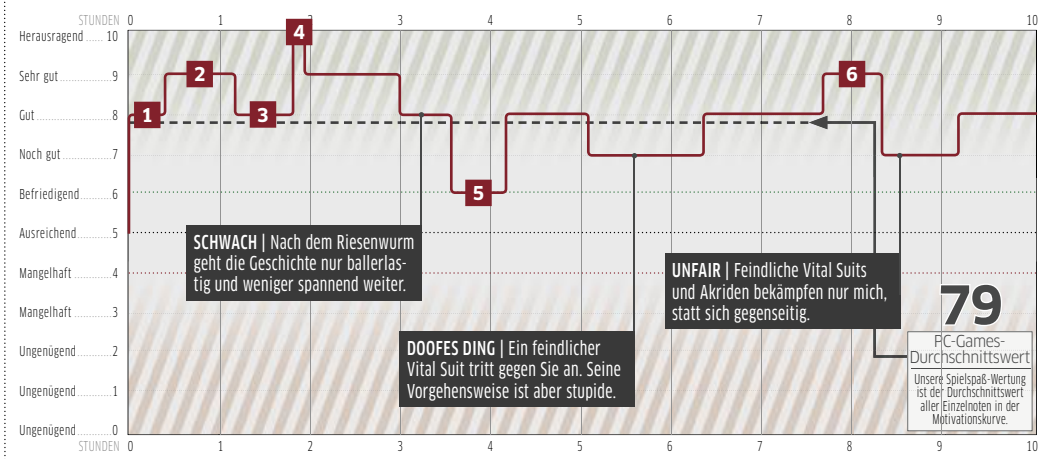 STUNDEN 0 1 2 3 4 5 6 7 8 9 10
Herausragend ...... 10
Sehr gut .............. 9
Gut ..................... 8
Noch gut ............. 7
Befriedigend .......... 6
Ausreichend .......... 5
Mangelhaft ........... 4
Mangelhaft ........... 3
Ungenügend .......... 2
Ungenügend .......... 1
Ungenügend .......... 0
STUNDEN 0 1 2 3 4 5 6 7 8 9 10
1
2
3
4
5
6
SCHWACH | Nach dem Riesenwurm
geht die Geschichte nur ballerlas-
tig und weniger spannend weiter.
DOOFES DING | Ein feindlicher
Vital Suit tritt gegen Sie an. Seine
Vorgehensweise ist aber stupide.
UNFAIR | Feindliche Vital Suits
und Akriden bekämpfen nur mich,
statt sich gegenseitig.
79
PC-Games-
Durchschnittswert
Unsere Spielspaß-Wertung
ist der Durchschnittswert
aller Einzelnoten in der
Motivationskurve.